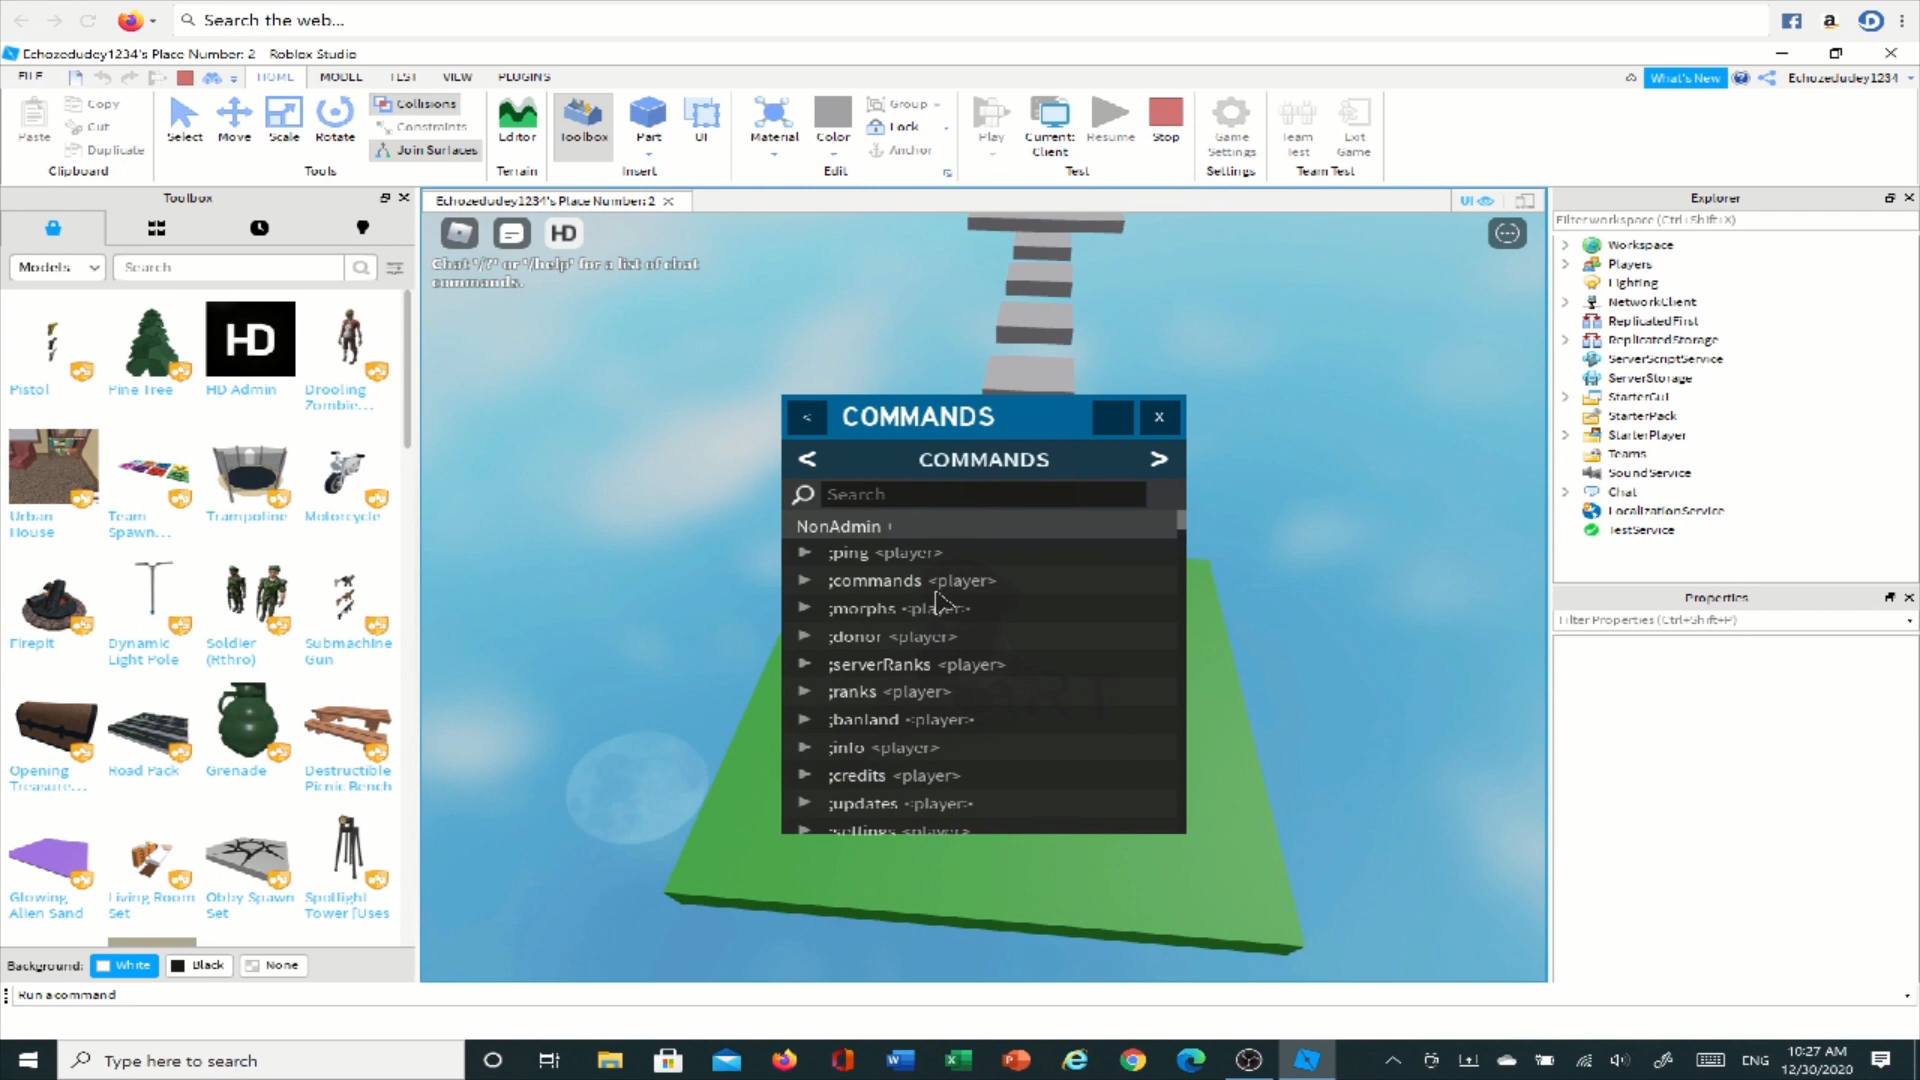 Search the web...
Echozedudey1234's Place Number: 2 - Roblox Studio
FILE HOME MODEL TEST VIEW PLUGINS What's New Echozedudey1234
Paste Copy Cut Duplicate
Clipboard
Select Move Scale Rotate
Collisions
Constraints
Join Surfaces
Tools
Editor
Terrain
Toolbox Part UI
Insert
Material Color Group Lock Anchor
Edit
Play Current: Client Resume Stop
Test
Game Settings
Settings
Team Test Exit Game
Team Test
Toolbox
Models Search
Pistol Pine Tree HD Admin Drooling Zombie...
HD
Urban House Team Spawn... Trampoline Motorcycle
Firepit Dynamic Light Pole Soldier (Rthro) Submachine Gun
Opening Treasure... Road Pack Grenade Destructible Picnic Bench
Glowing Alien Sand Living Room Set Obby Spawn Set Spotlight Tower [Uses
Background: White Black None
Run a command
Echozedudey1234's Place Number: 2
UI
HD
Chat '/?' or '/help' for a list of chat
commands.
< COMMANDS x
< COMMANDS >
Search
NonAdmin
;ping <player>
;commands <player>
;morphs <player>
;donor <player>
;serverRanks <player>
;ranks <player>
;banland <player>
;info <player>
;credits <player>
;updates <player>
;settings <player>
Explorer
Filter workspace (Ctrl+Shift+X)
Workspace
Players
Lighting
NetworkClient
ReplicatedFirst
ReplicatedStorage
ServerScriptService
ServerStorage
StarterGui
StarterPack
StarterPlayer
Teams
SoundService
Chat
LocalizationService
TestService
Properties
Filter Properties (Ctrl+Shift+P)
Type here to search
ENG
10:27 AM
12/30/2020